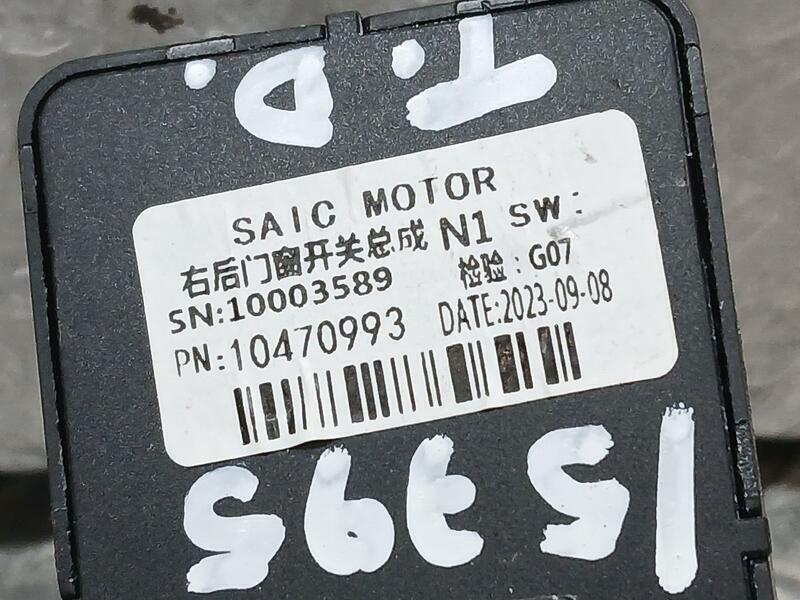 T.D.
SAIC MOTOR
右后门窗开关总成 N1 SW:
SN:10003589 检验:G07
PN:10470993 DATE:2023-09-08